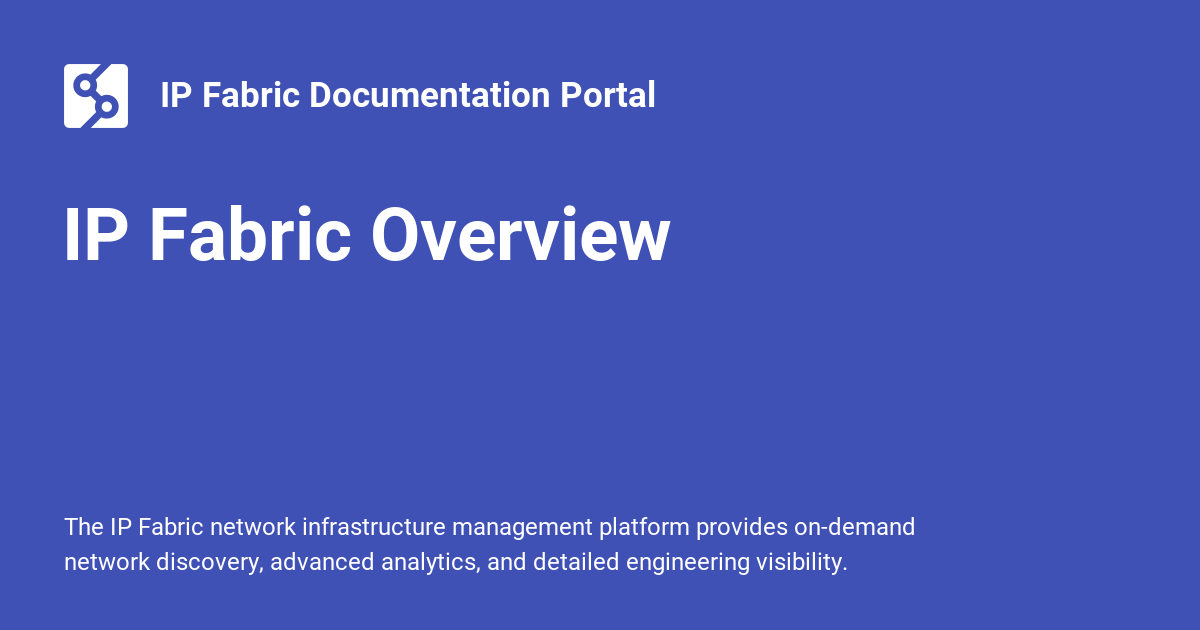 IP Fabric Documentation Portal
IP Fabric Overview
The IP Fabric network infrastructure management platform provides on-demand
network discovery, advanced analytics, and detailed engineering visibility.